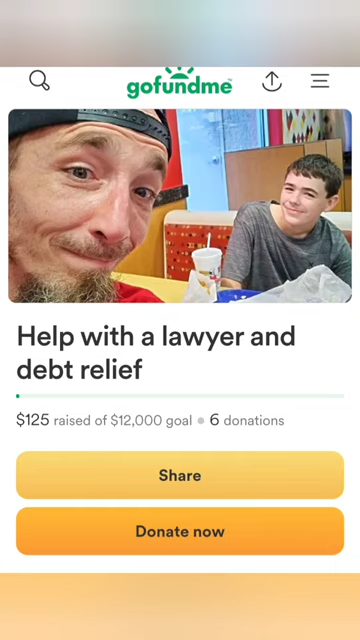 gofundme
Help with a lawyer and
debt relief
$125 raised of $12,000 goal 6 donations
Share
Donate now